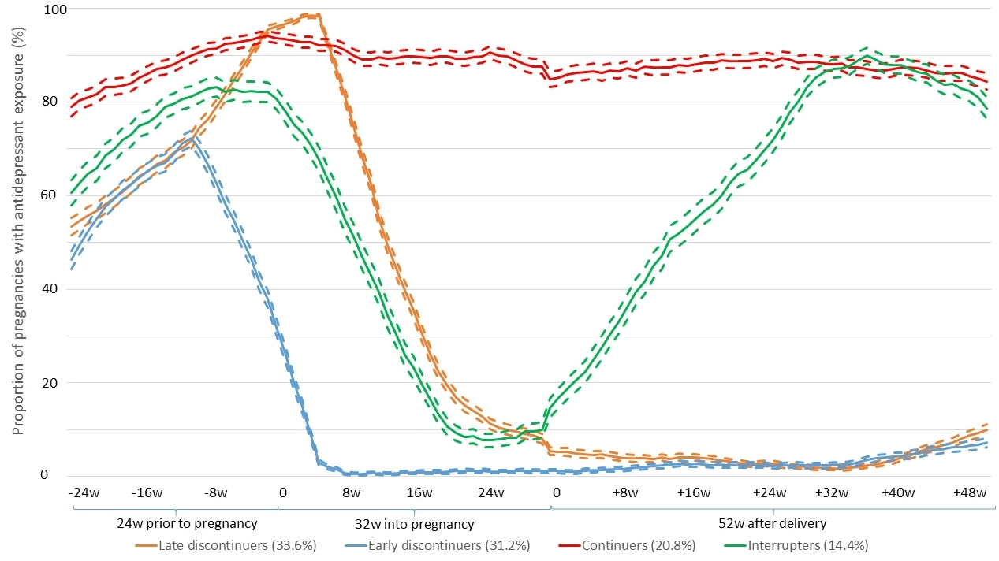 Proportion of pregnancies with antidepressant exposure (%)
100
80
60
40
20
0
-24w -16w -8w 0 8w 16w 24w 0 +8w +16w +24w +32w +40w +48w
24w prior to pregnancy 32w into pregnancy 52w after delivery
Late discontinuers (33.6%) Early discontinuers (31.2%) Continuers (20.8%) Interrupters (14.4%)